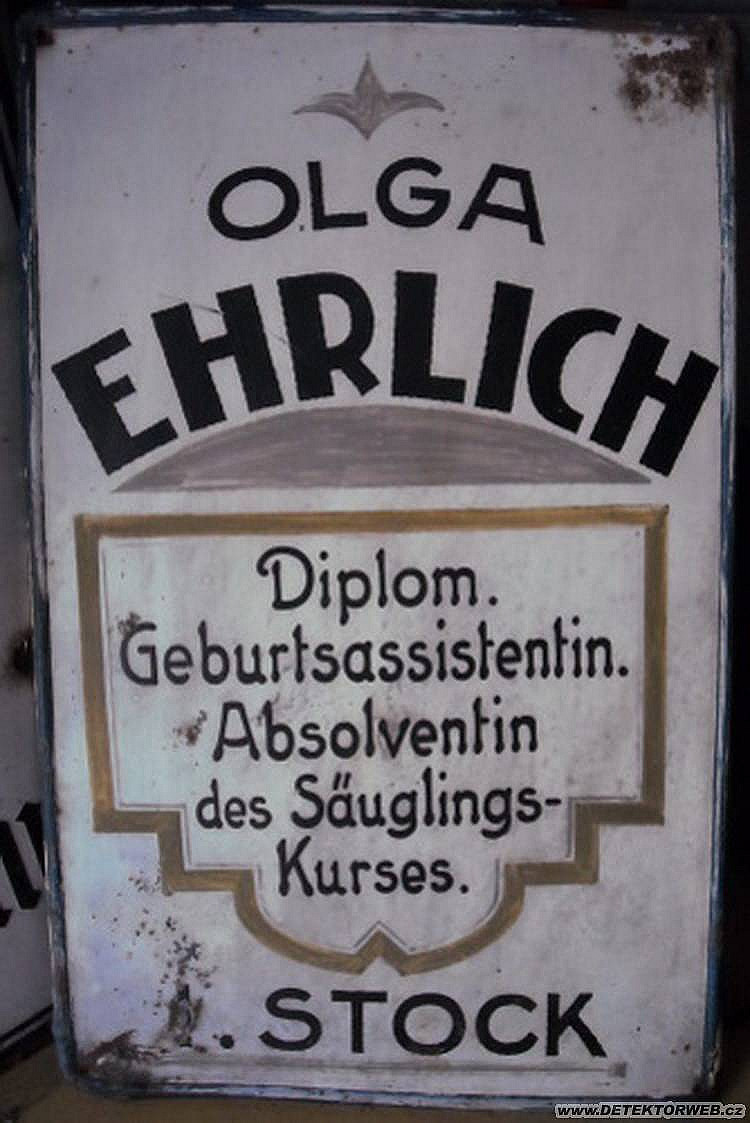 OLGA
EHRLICH
Diplom.
Geburtsassistentin.
Absolventin
des Säuglings-
Kurses.
. STOCK
www.DETEKTORWEB.cz